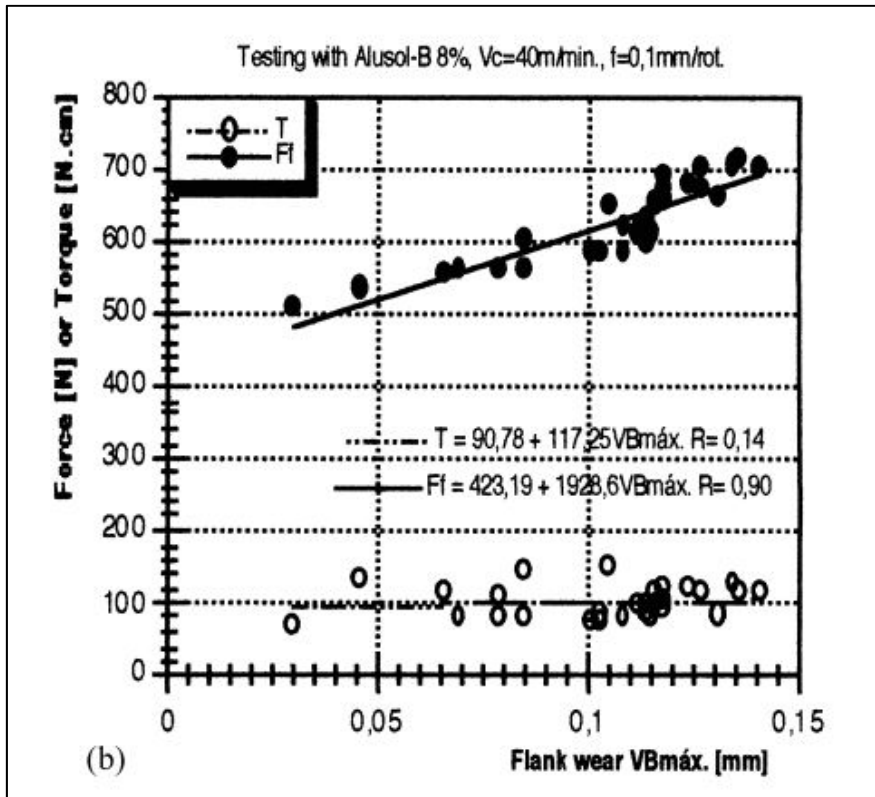 Testing with Alusol-B 8%, Vc=40m/min., f=0,1mm/rot.
Force [N] or Torque [N.cm]
800
700
600
500
400
300
200
100
0
T
Ff
T = 90,78 + 117,25VBmáx. R= 0,14
Ff = 423,19 + 1928,6VBmáx. R= 0,90
0
0,05
0,1
0,15
(b)
Flank wear VBmáx. [mm]